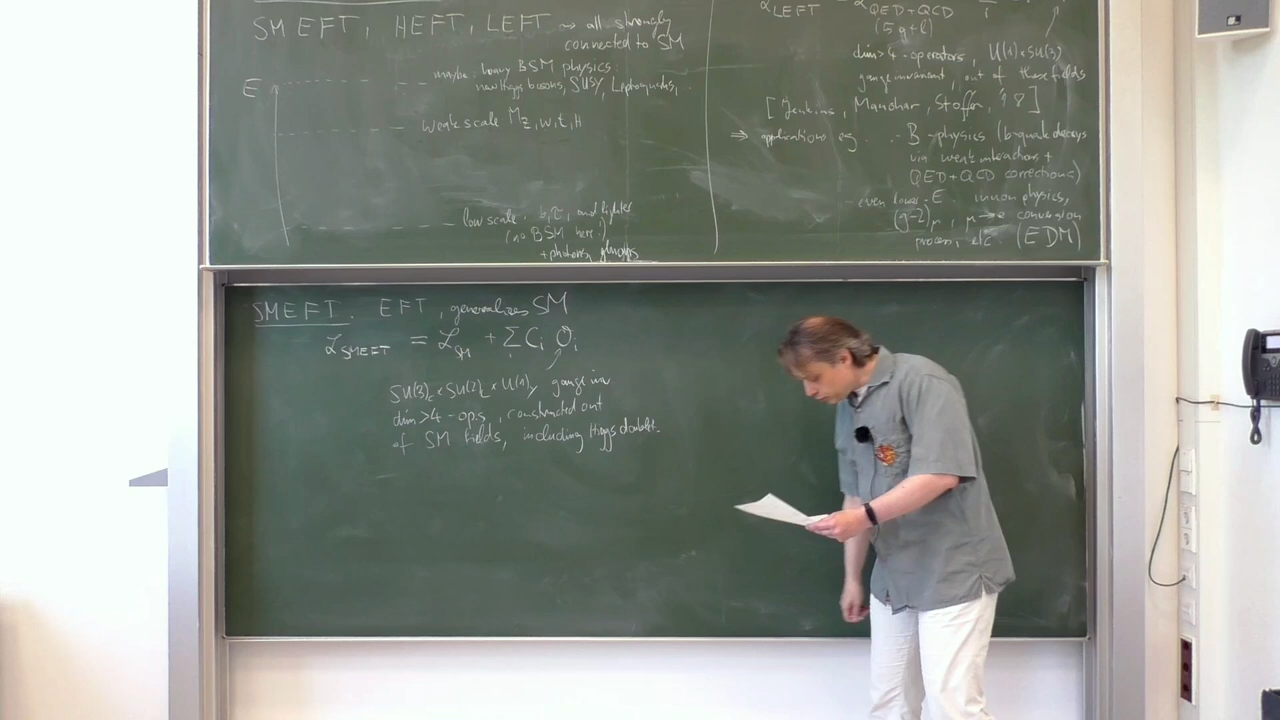 SMEFT, HEFT, LEFT → all strongly
connected to SM
E
maybe heavy BSM physics:
new Higgs bosons, SUSY, Leptoquarks, ...
weak scale M_Z, W, t, H
low scale: b, τ, and lighter
(no BSM here!)
+ photons, gluons
L_LEFT
QED+QCD
(5q+l)
dim>4-operators, U(1)×SU(3)
gauge invariant, out of these fields
[Jenkins, Manohar, Stoffer, '18]
⇒ applications eg. - B-physics (b-quark decays
via weak interactions +
QED+QCD corrections)
- even lower E: muon physics,
(g-2)_μ, μ→e conversion
process, etc. (EDM)
SMEFT: EFT, generalizes SM
L_SMEFT = L_SM + Σ_i C_i O_i
SU(3)_c × SU(2)_L × U(1)_Y gauge inv
dim>4-ops, constructed out
of SM fields, including Higgs doublet.